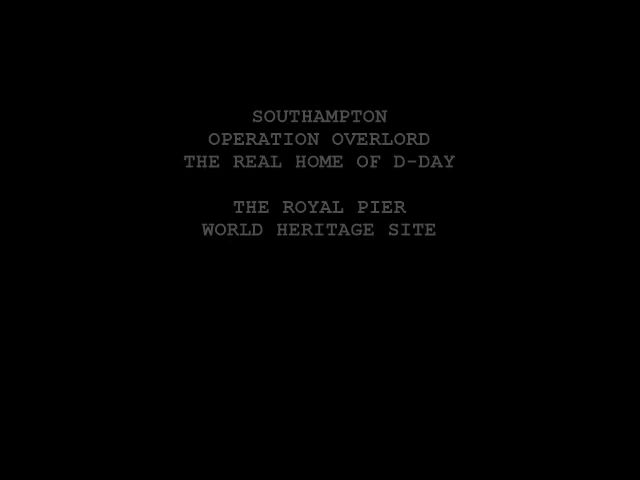 SOUTHAMPTON
OPERATION OVERLORD
THE REAL HOME OF D-DAY
THE ROYAL PIER
WORLD HERITAGE SITE